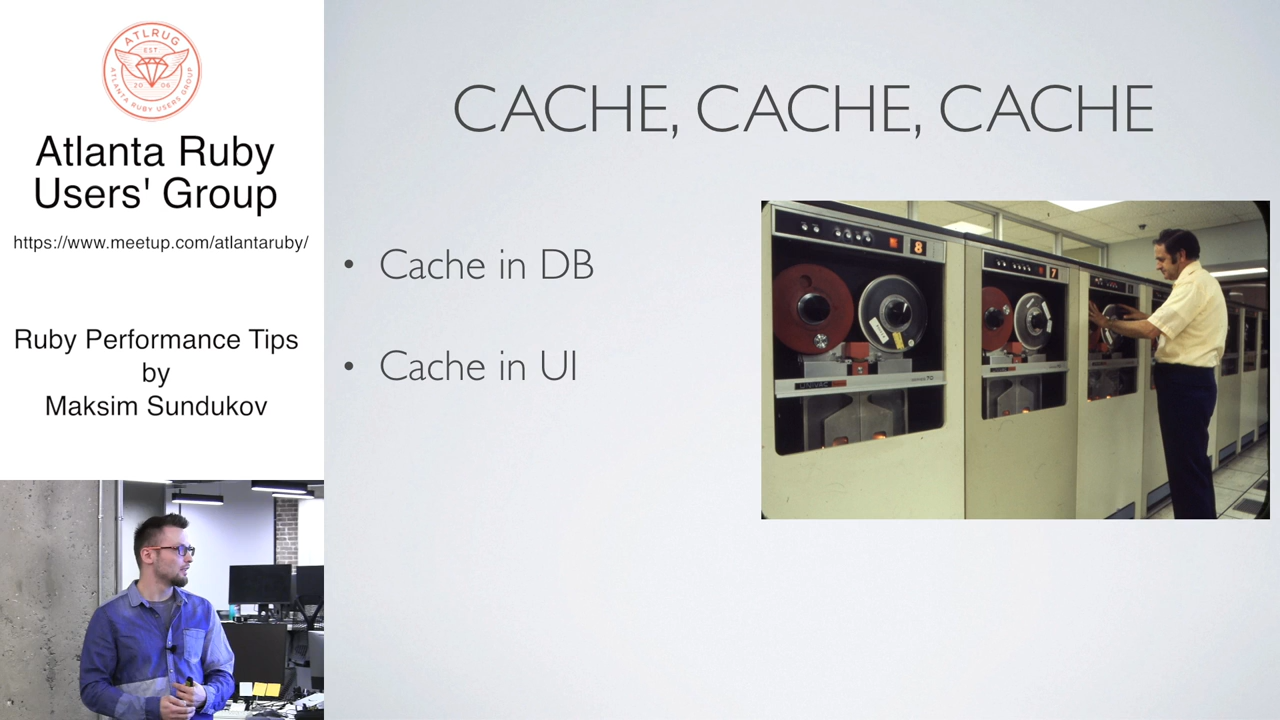 ATLRUG
EST
20 06
ATLANTA RUBY USERS GROUP
Atlanta Ruby
Users' Group
https://www.meetup.com/atlantaruby/
Ruby Performance Tips
by
Maksim Sundukov
CACHE, CACHE, CACHE
• Cache in DB
• Cache in UI
8
7